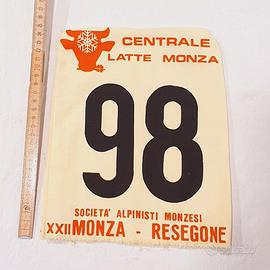 CENTRALE
LATTE MONZA
98
SOCIETA' ALPINISTI MONZESI
XXII MONZA - RESEGONE